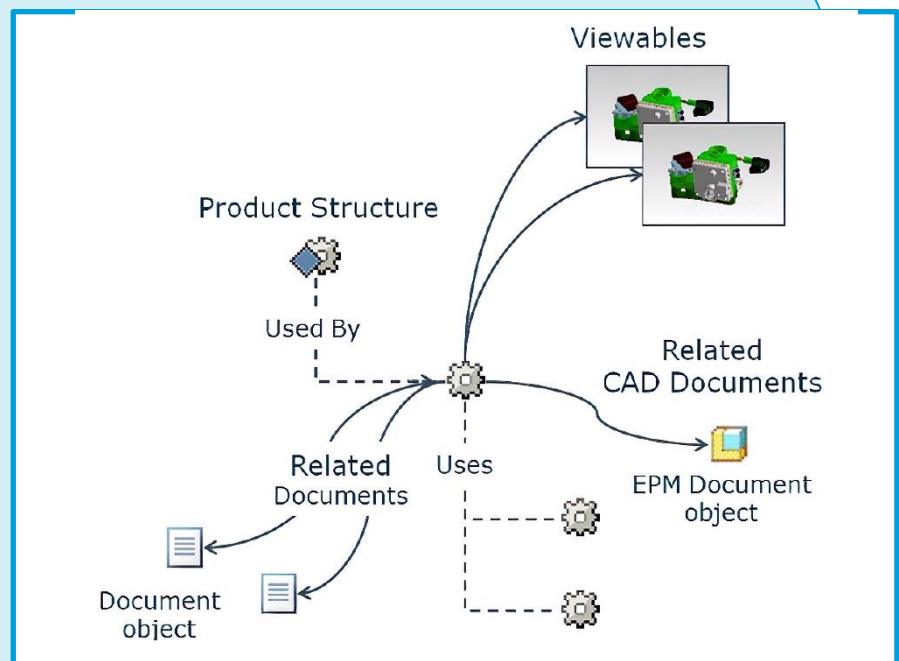 Viewables
Product Structure
Used By
Related
CAD Documents
Related
Documents
Uses
EPM Document
object
Document
object